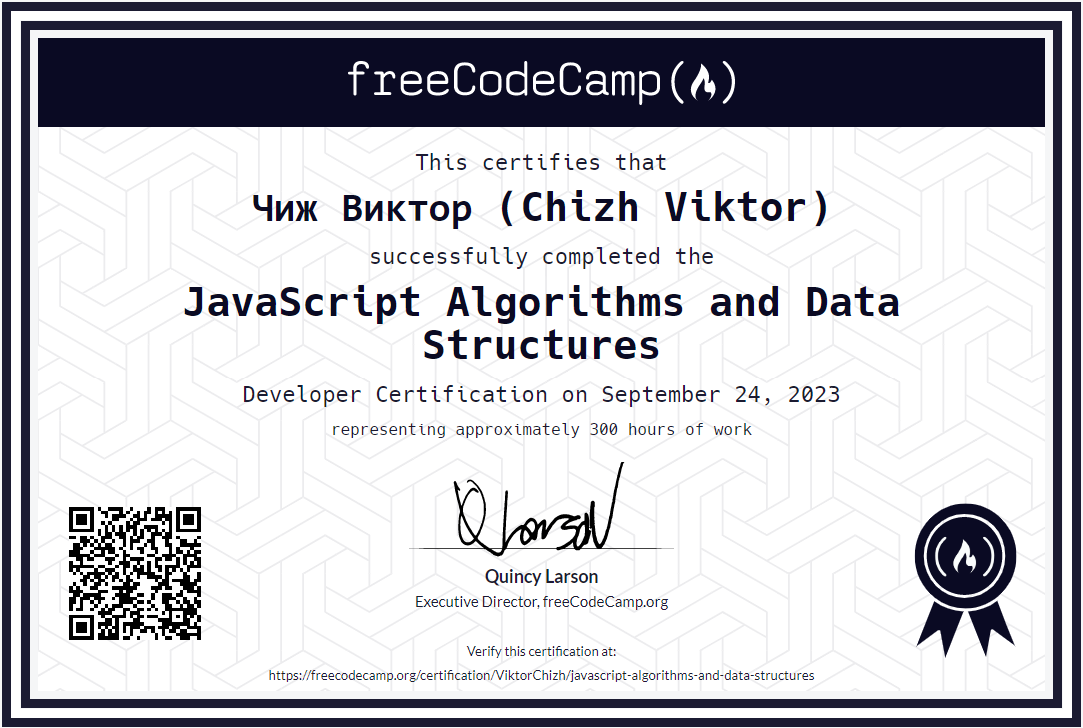 freeCodeCamp
This certifies that
Чиж Виктор (Chizh Viktor)
successfully completed the
JavaScript Algorithms and Data
Structures
Developer Certification on September 24, 2023
representing approximately 300 hours of work
Q Larson
Quincy Larson
Executive Director, freeCodeCamp.org
Verify this certification at:
https://freecodecamp.org/certification/ViktorChizh/javascript-algorithms-and-data-structures